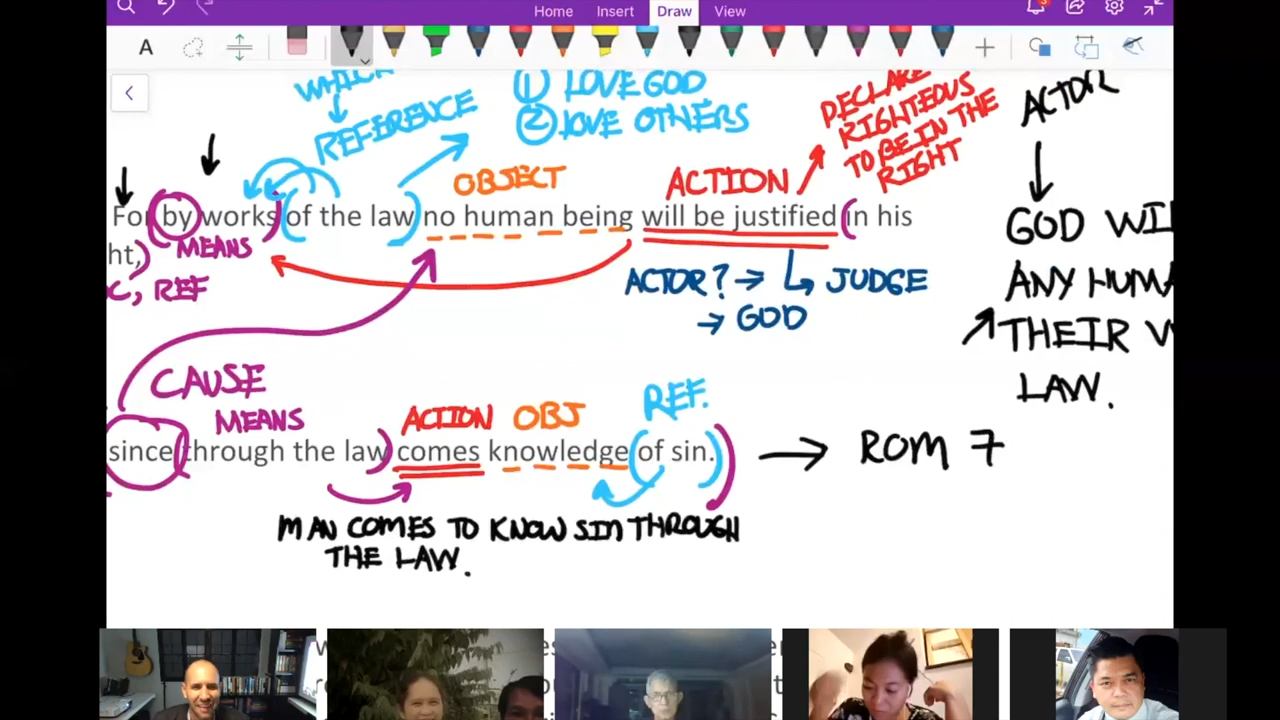 Home Insert Draw View
A
WHICH
REFERENCE
① LOVE GOD
② LOVE OTHERS
DECLARE
RIGHTEOUS
TO BE IN THE
RIGHT
ACTOR
OBJECT
ACTION
For by works of the law no human being will be justified in his
ht,
MEANS
C, REF
ACTOR? → ↳ JUDGE
→ GOD
GOD WI
ANY HUMA
THEIR W
LAW.
CAUSE
MEANS
ACTION OBJ REF.
since through the law comes knowledge of sin. → ROM 7
MAN COMES TO KNOW SIN THROUGH
THE LAW.